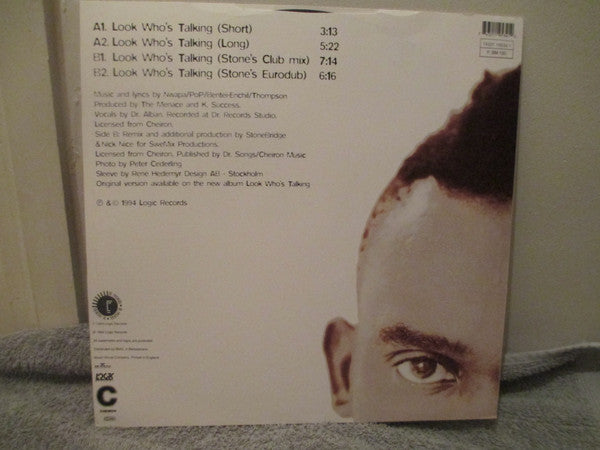 A1. Look Who's Talking (Short) 3:13
A2. Look Who's Talking (Long) 5:22
B1. Look Who's Talking (Stone's Club mix) 7:14
B2. Look Who's Talking (Stone's Eurodub) 6:16
Music and lyrics by Nwapa/PoP/Bentei-Enchil/Thompson
Produced by The Menace and K. Success.
Vocals by Dr. Alban. Recorded at Dr. Records Studio.
Licensed from Cheiron.
Side B: Remix and additional production by StoneBridge
& Nick Nice for SweMix Productions.
Licensed from Cheiron. Published by Dr. Songs/Cheiron Music
Photo by Peter Cederling
Sleeve by Rene Hedemyr Design AB - Stockholm
Original version available on the new album Look Who's Talking
℗ & © 1994 Logic Records
C
CHEIRON